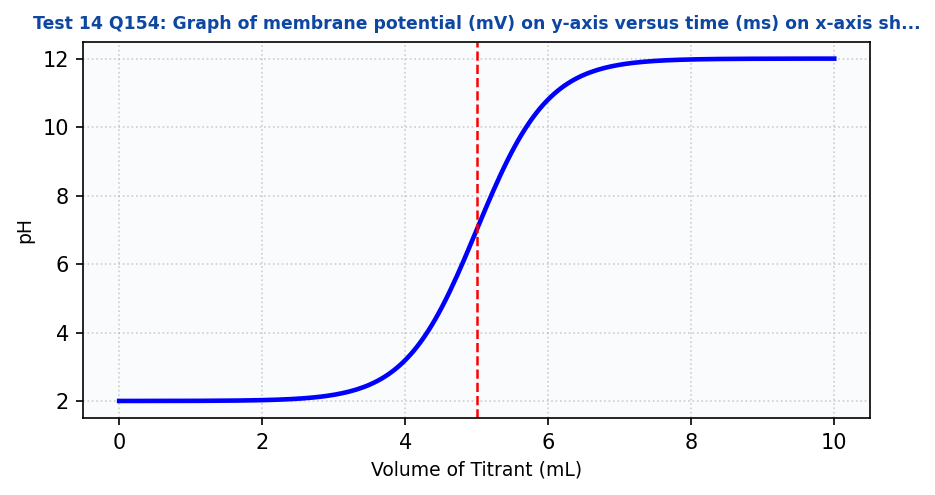 Test 14 Q154: Graph of membrane potential (mV) on y-axis versus time (ms) on x-axis sh...
12
10
8
6
4
2
pH
0 2 4 6 8 10
Volume of Titrant (mL)